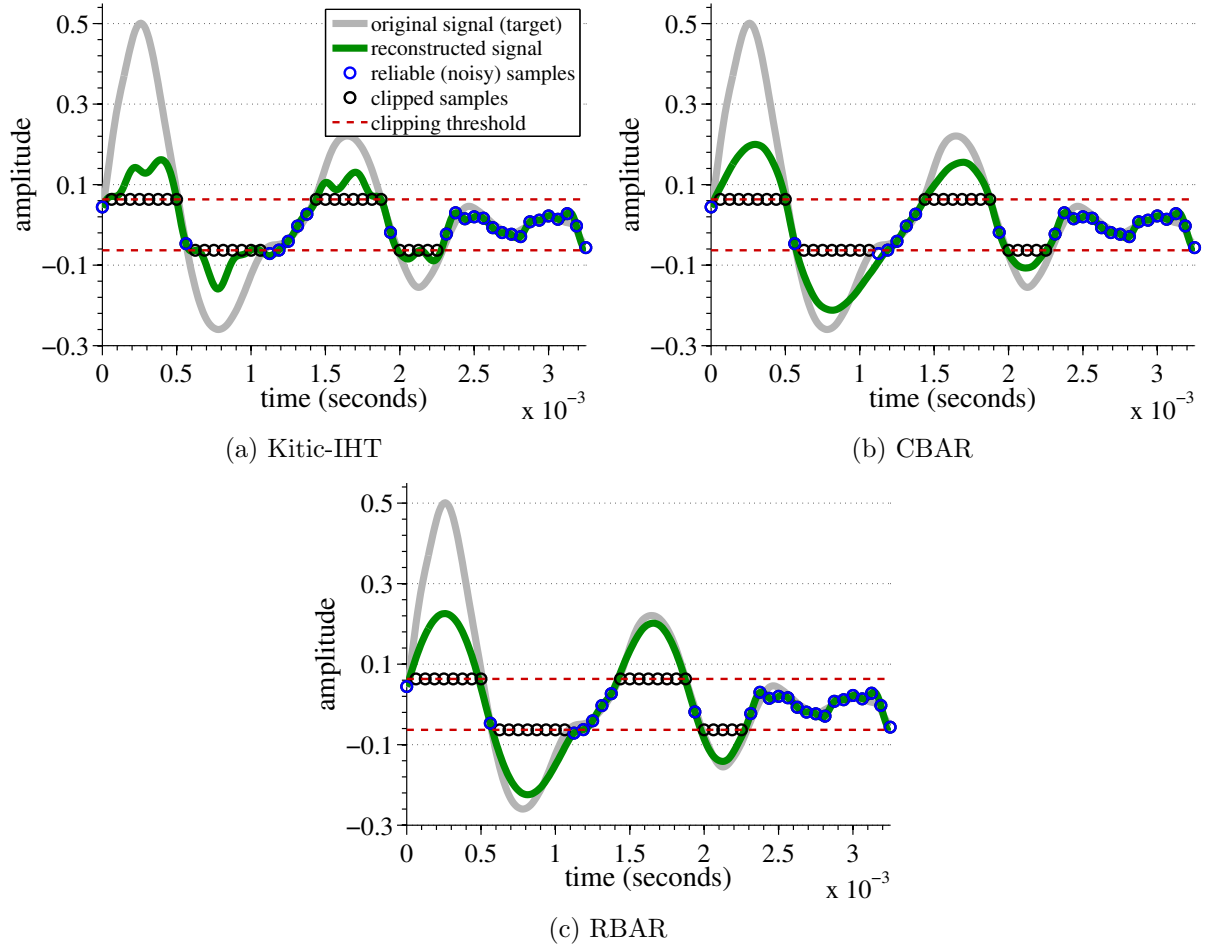 original signal (target)
reconstructed signal
reliable (noisy) samples
clipped samples
clipping threshold
0.5
0.3
0.1
−0.1
−0.3
amplitude
0 0.5 1 1.5 2 2.5 3
time (seconds)
x 10⁻³
(a) Kitic-IHT
0.5
0.3
0.1
−0.1
−0.3
amplitude
0 0.5 1 1.5 2 2.5 3
time (seconds)
x 10⁻³
(b) CBAR
0.5
0.3
0.1
−0.1
−0.3
amplitude
0 0.5 1 1.5 2 2.5 3
time (seconds)
x 10⁻³
(c) RBAR